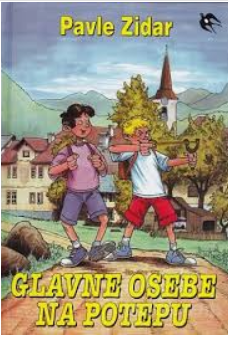 Pavle Zidar
GLAVNE OSEBE
NA POTEPU